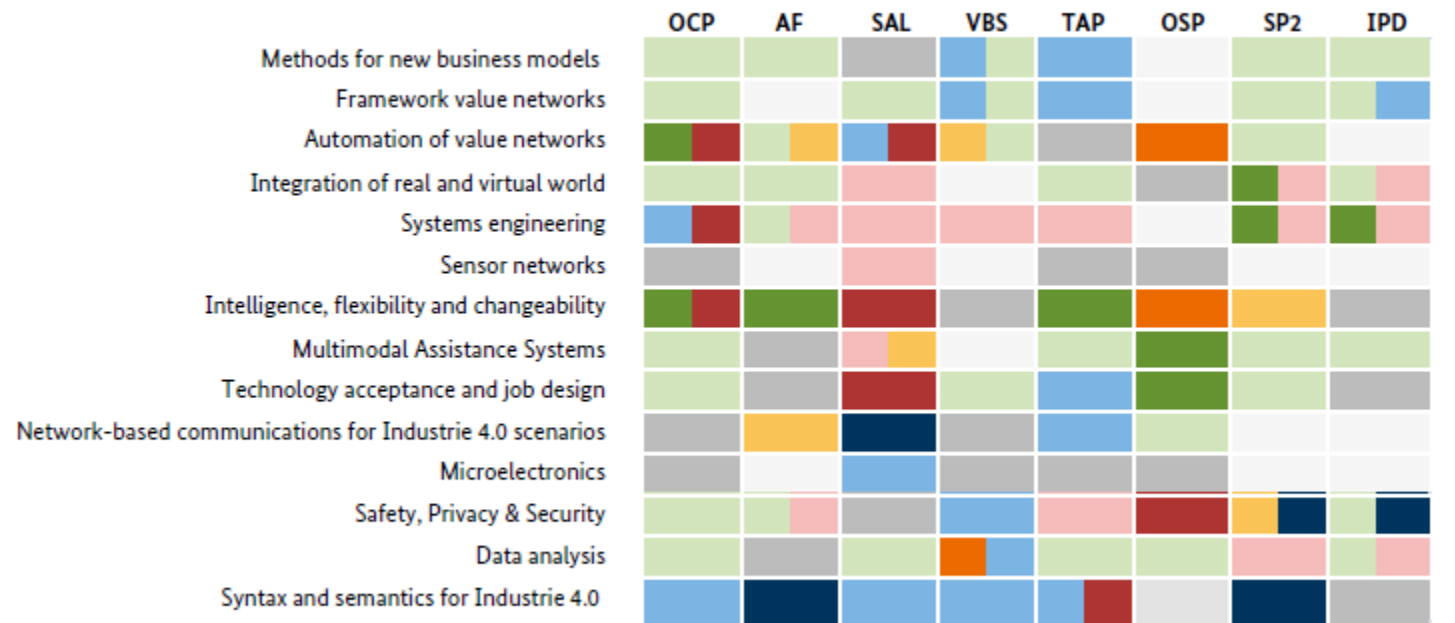 OCP AF SAL VBS TAP OSP SP2 IPD
Methods for new business models
Framework value networks
Automation of value networks
Integration of real and virtual world
Systems engineering
Sensor networks
Intelligence, flexibility and changeability
Multimodal Assistance Systems
Technology acceptance and job design
Network-based communications for Industrie 4.0 scenarios
Microelectronics
Safety, Privacy & Security
Data analysis
Syntax and semantics for Industrie 4.0